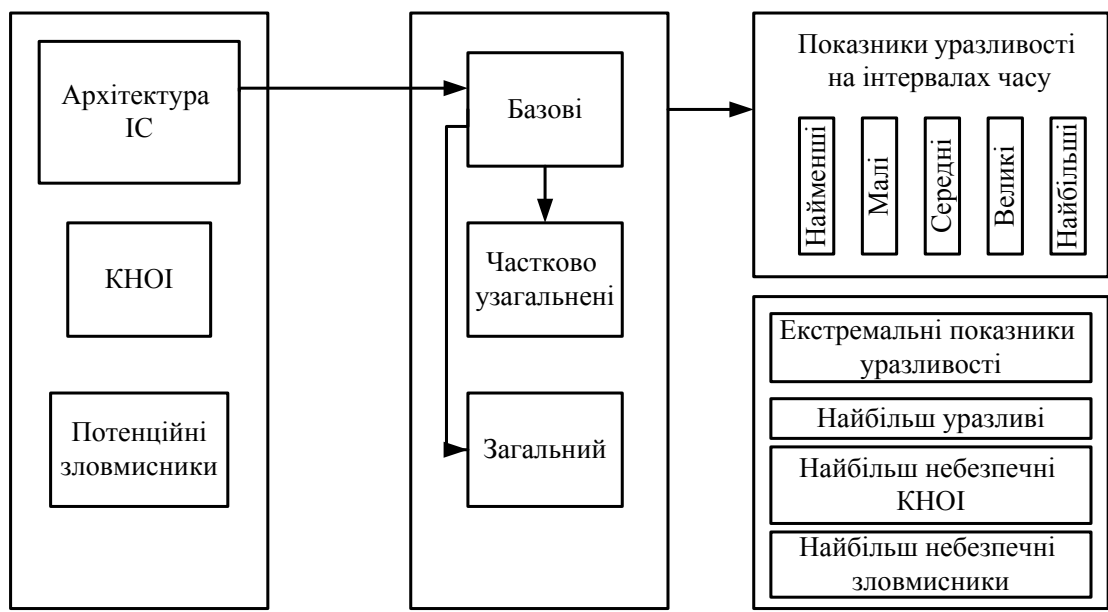 Архітектура
ІС
КНОІ
Потенційні
зловмисники
Базові
Частково
узагальнені
Загальний
Показники уразливості
на інтервалах часу
Найменші
Малі
Середні
Великі
Найбільші
Екстремальні показники
уразливості
Найбільш уразливі
Найбільш небезпечні
КНОІ
Найбільш небезпечні
зловмисники